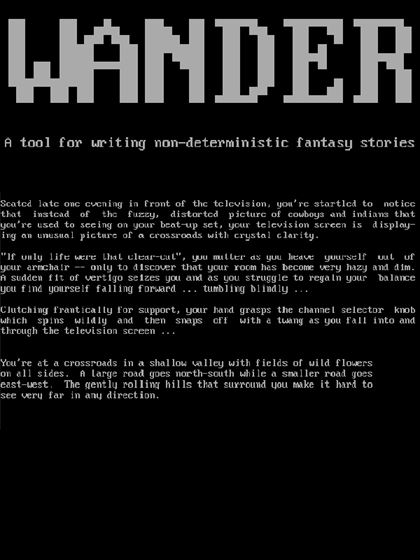 WANDER
A tool for writing non-deterministic fantasy stories
Seated late one evening in front of the television, you're startled to notice
that instead of the fuzzy, distorted picture of cowboys and indians that
you're used to seeing on your beat-up set, your television screen is display-
ing an unusual picture of a crossroads with crystal clarity.
"If only life were that clear-cut", you mutter as you heave yourself out of
your armchair -- only to discover that your room has become very hazy and dim.
A sudden fit of vertigo seizes you and as you struggle to regain your balance
you find yourself falling forward ... tumbling blindly ...
Clutching frantically for support, your hand grasps the channel selector knob
which spins wildly and then snaps off with a twang as you fall into and
through the television screen ...
You're at a crossroads in a shallow valley with fields of wild flowers
on all sides. A large road goes north-south while a smaller road goes
east-west. The gently rolling hills that surround you make it hard to
see very far in any direction.